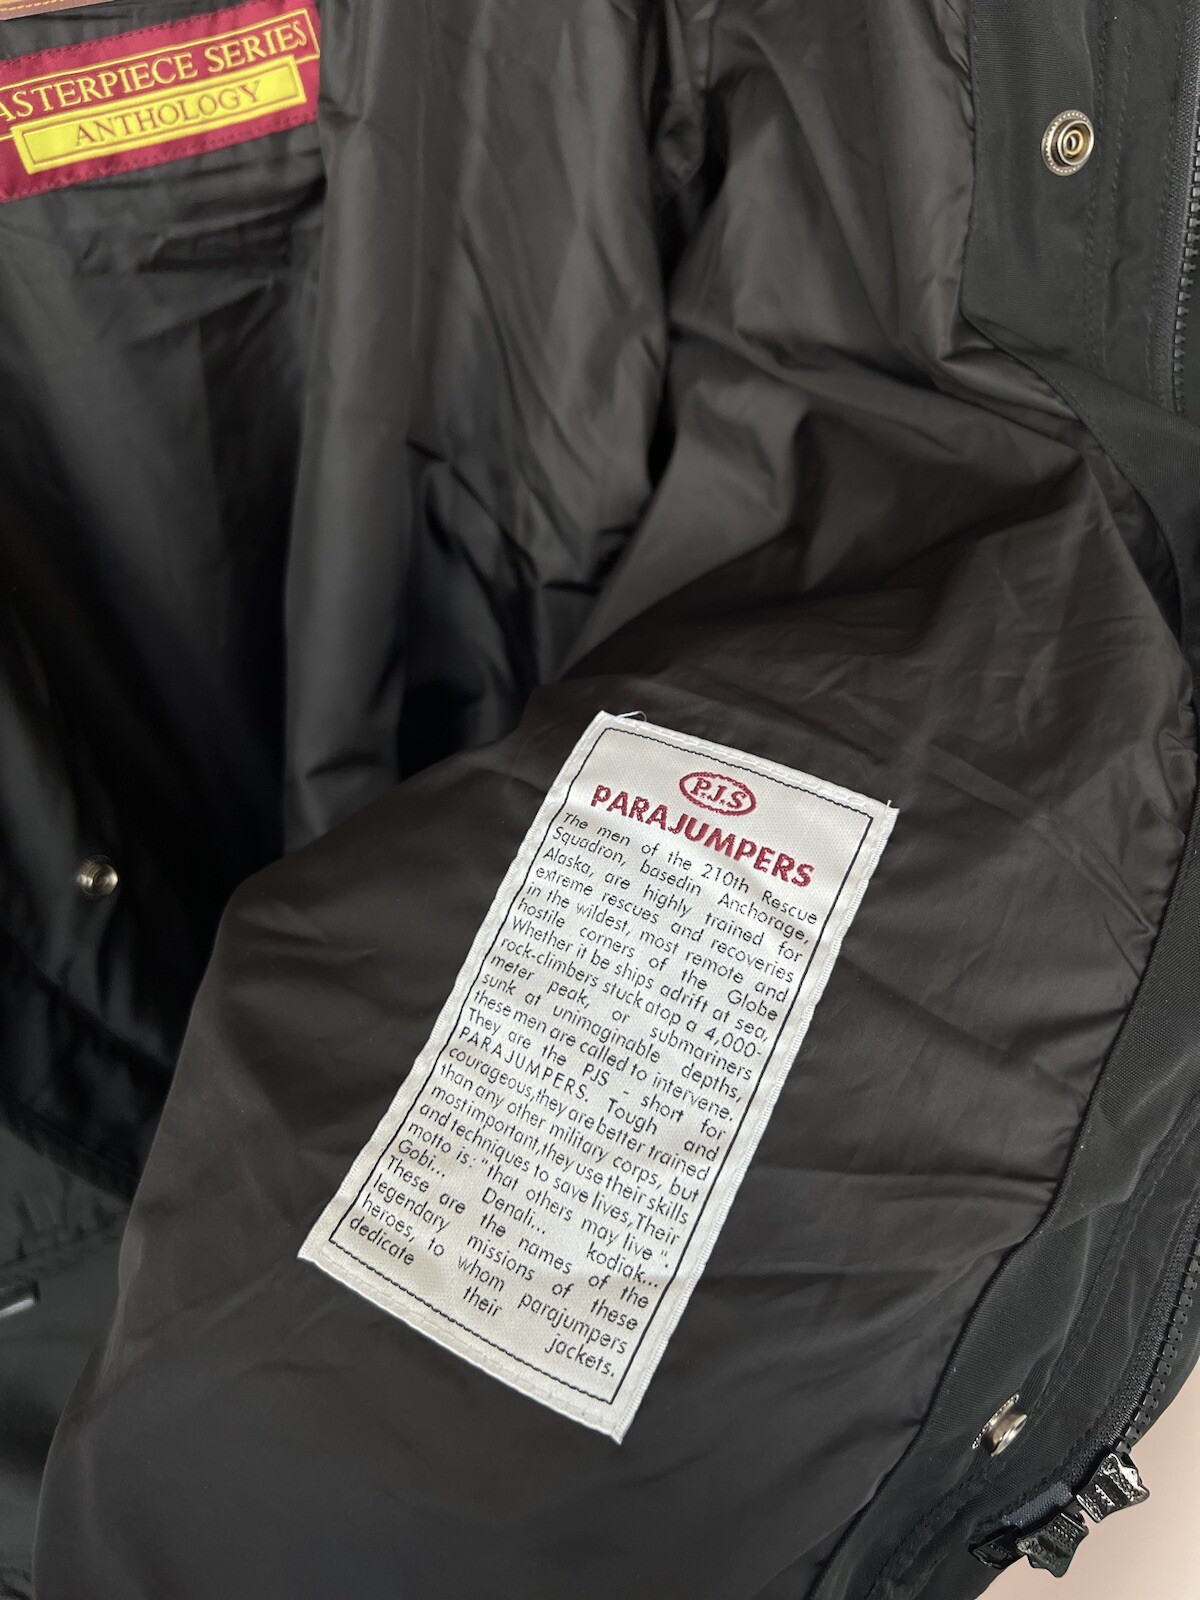 ASTERPIECE SERIES
ANTHOLOGY
P.J.S
PARAJUMPERS
The men of the 210th Rescue
Squadron, basedin Anchorage,
Alaska, are highly trained for
extreme rescues and recoveries
in the wildest, most remote and
hostile corners of the Globe
Whether it be ships adrift at sea,
rock-climbers stuck atop a 4,000-
meter peak, or submariners
sunk at unimaginable depths,
these men are called to intervene.
They are the PJS - short for
PARAJUMPERS. Tough and
courageous, they are better trained
than any other military corps, but
most important, they use their skills
and techniques to save lives, Their
motto is: "that others may live".
Gobi... Denali... kodiak...
These are the names of the
legendary missions of these
heroes, to whom parajumpers
dedicate their jackets.